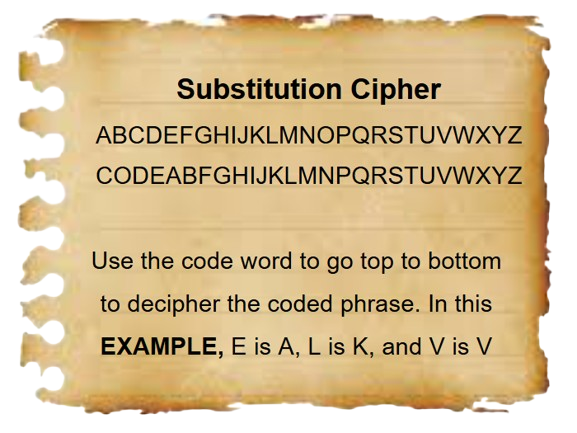 Substitution Cipher
ABCDEFGHIJKLMNOPQRSTUVWXYZ
CODEABFGHIJKLMNPQRSTUVWXYZ
Use the code word to go top to bottom
to decipher the coded phrase. In this
EXAMPLE, E is A, L is K, and V is V